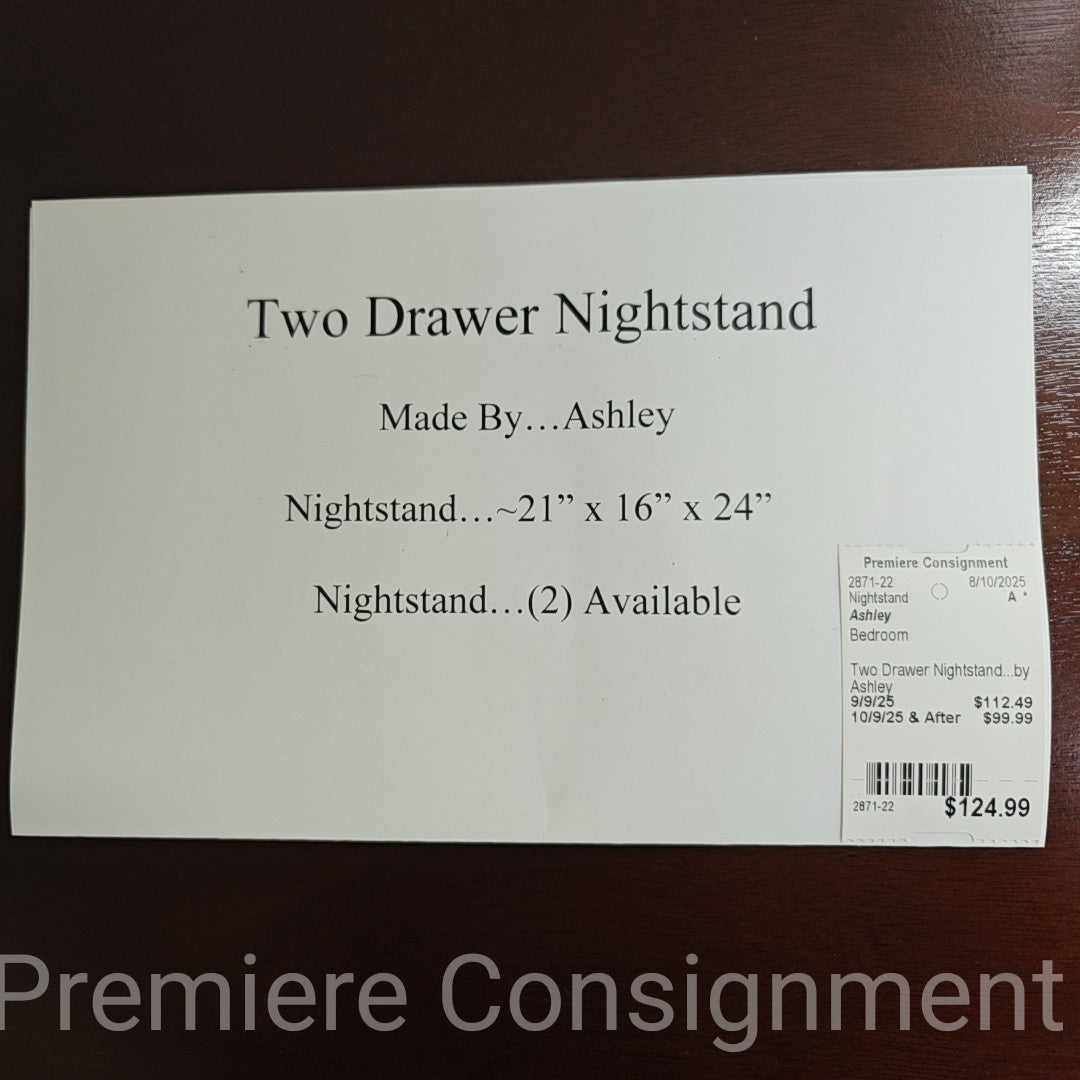 Two Drawer Nightstand
Made By…Ashley
Nightstand…~21” x 16” x 24”
Nightstand…(2) Available
Premiere Consignment
2871-22 8/10/2025
Nightstand A *
Ashley
Bedroom
Two Drawer Nightstand...by
Ashley
9/9/25 $112.49
10/9/25 & After $99.99
2871-22 $124.99
Premiere Consignment